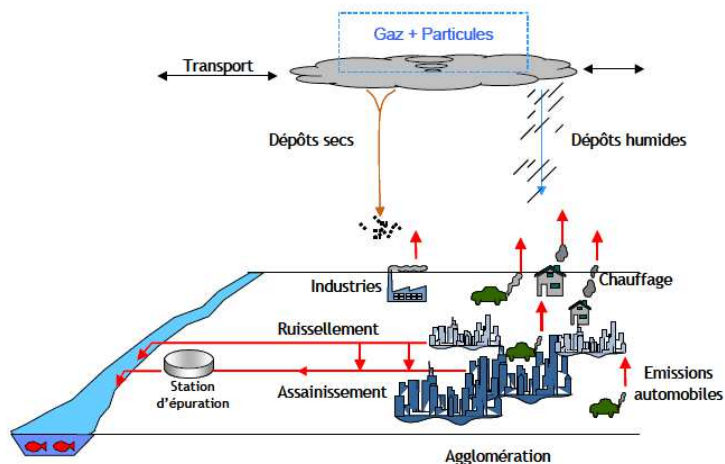 Gaz + Particules
Transport
Dépôts secs
Dépôts humides
Industries
Chauffage
Ruissellement
Station
d'épuration
Assainissement
Emissions
automobiles
Agglomération